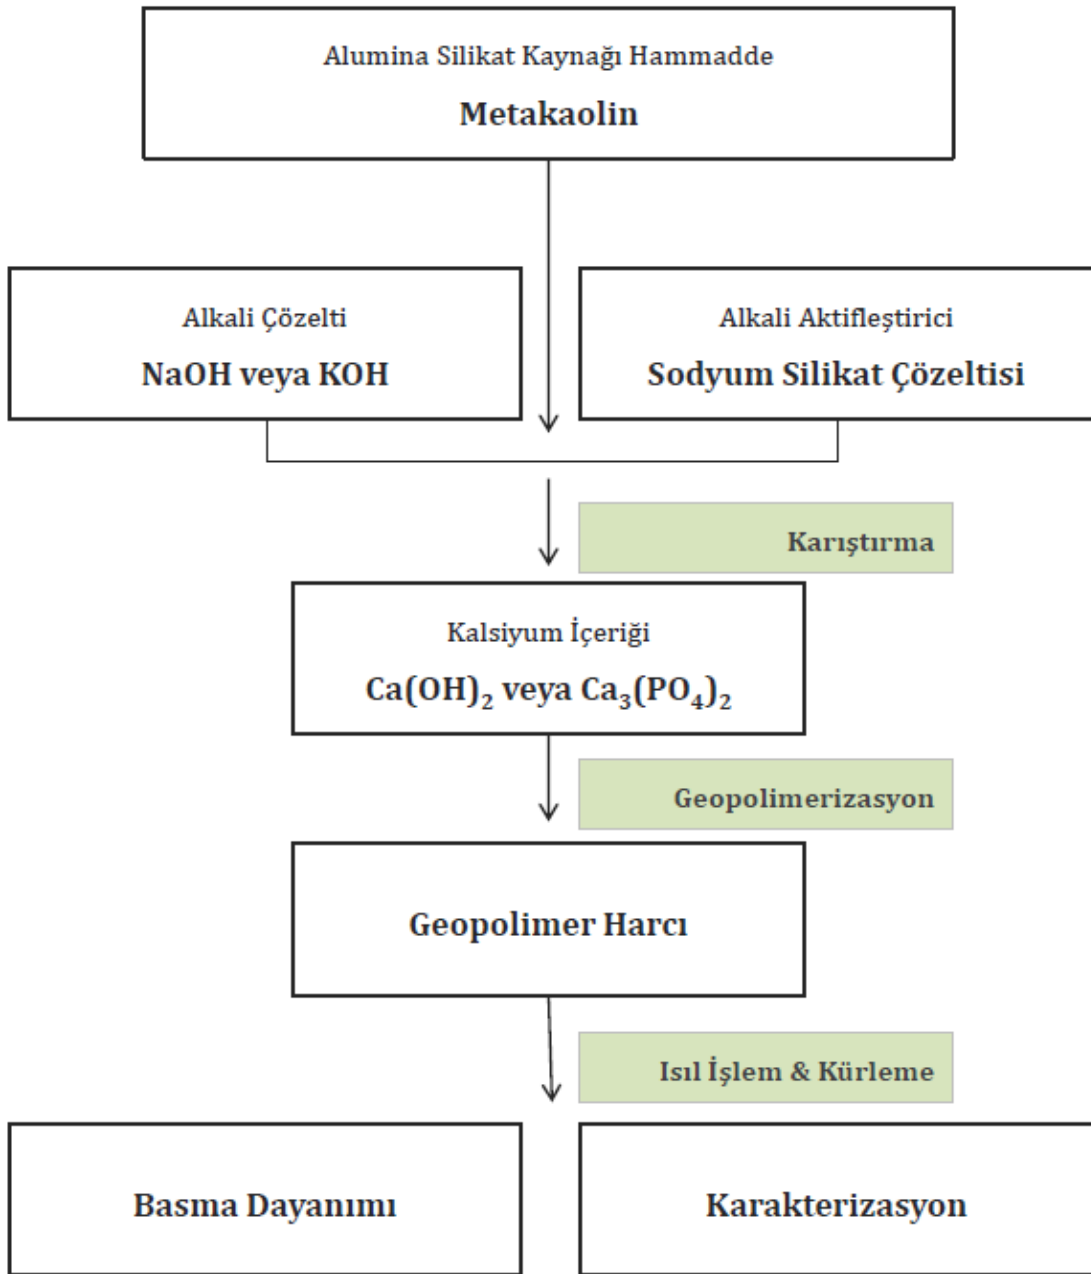 Alumina Silikat Kaynağı Hammadde
Metakaolin
Alkali Çözelti
NaOH veya KOH
Alkali Aktifleştirici
Sodyum Silikat Çözeltisi
Karıştırma
Kalsiyum İçeriği
Ca(OH)₂ veya Ca₃(PO₄)₂
Geopolimerizasyon
Geopolimer Harcı
Isıl İşlem & Kürleme
Basma Dayanımı
Karakterizasyon